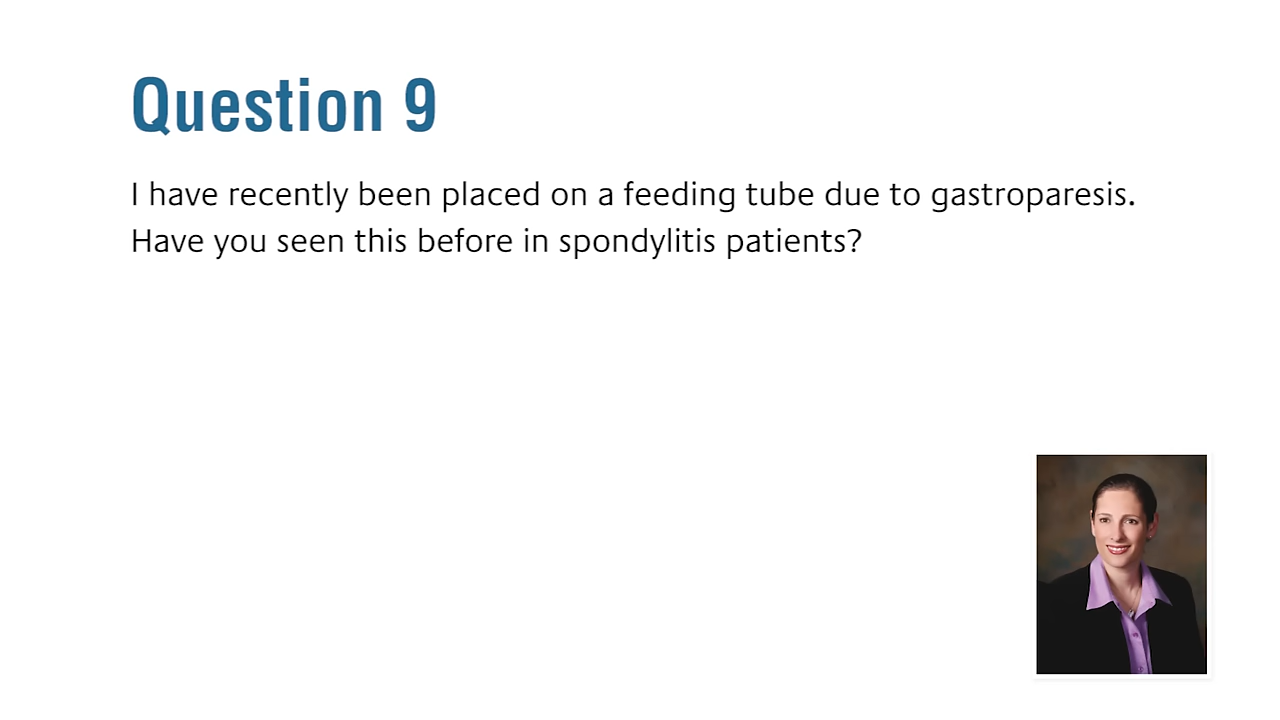 Question 9
I have recently been placed on a feeding tube due to gastroparesis.
Have you seen this before in spondylitis patients?